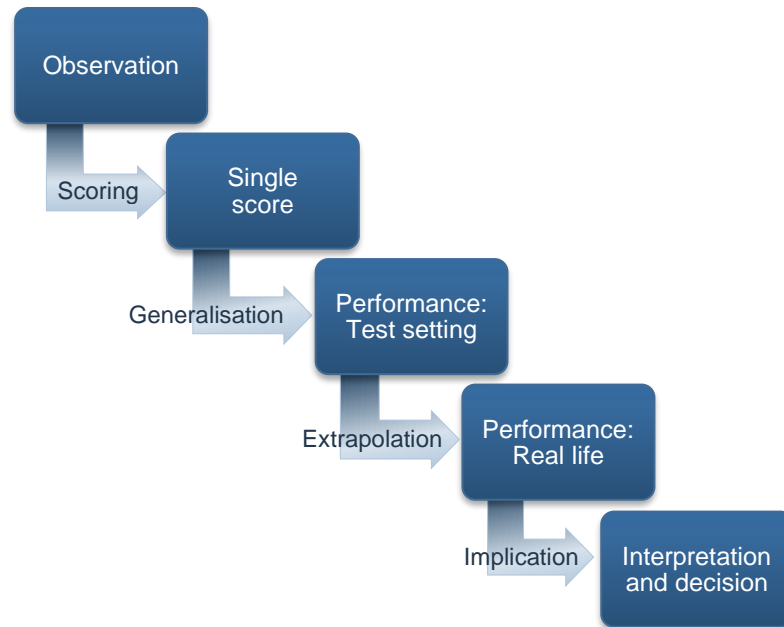 Observation
Scoring
Single
score
Generalisation
Performance:
Test setting
Extrapolation
Performance:
Real life
Implication
Interpretation
and decision